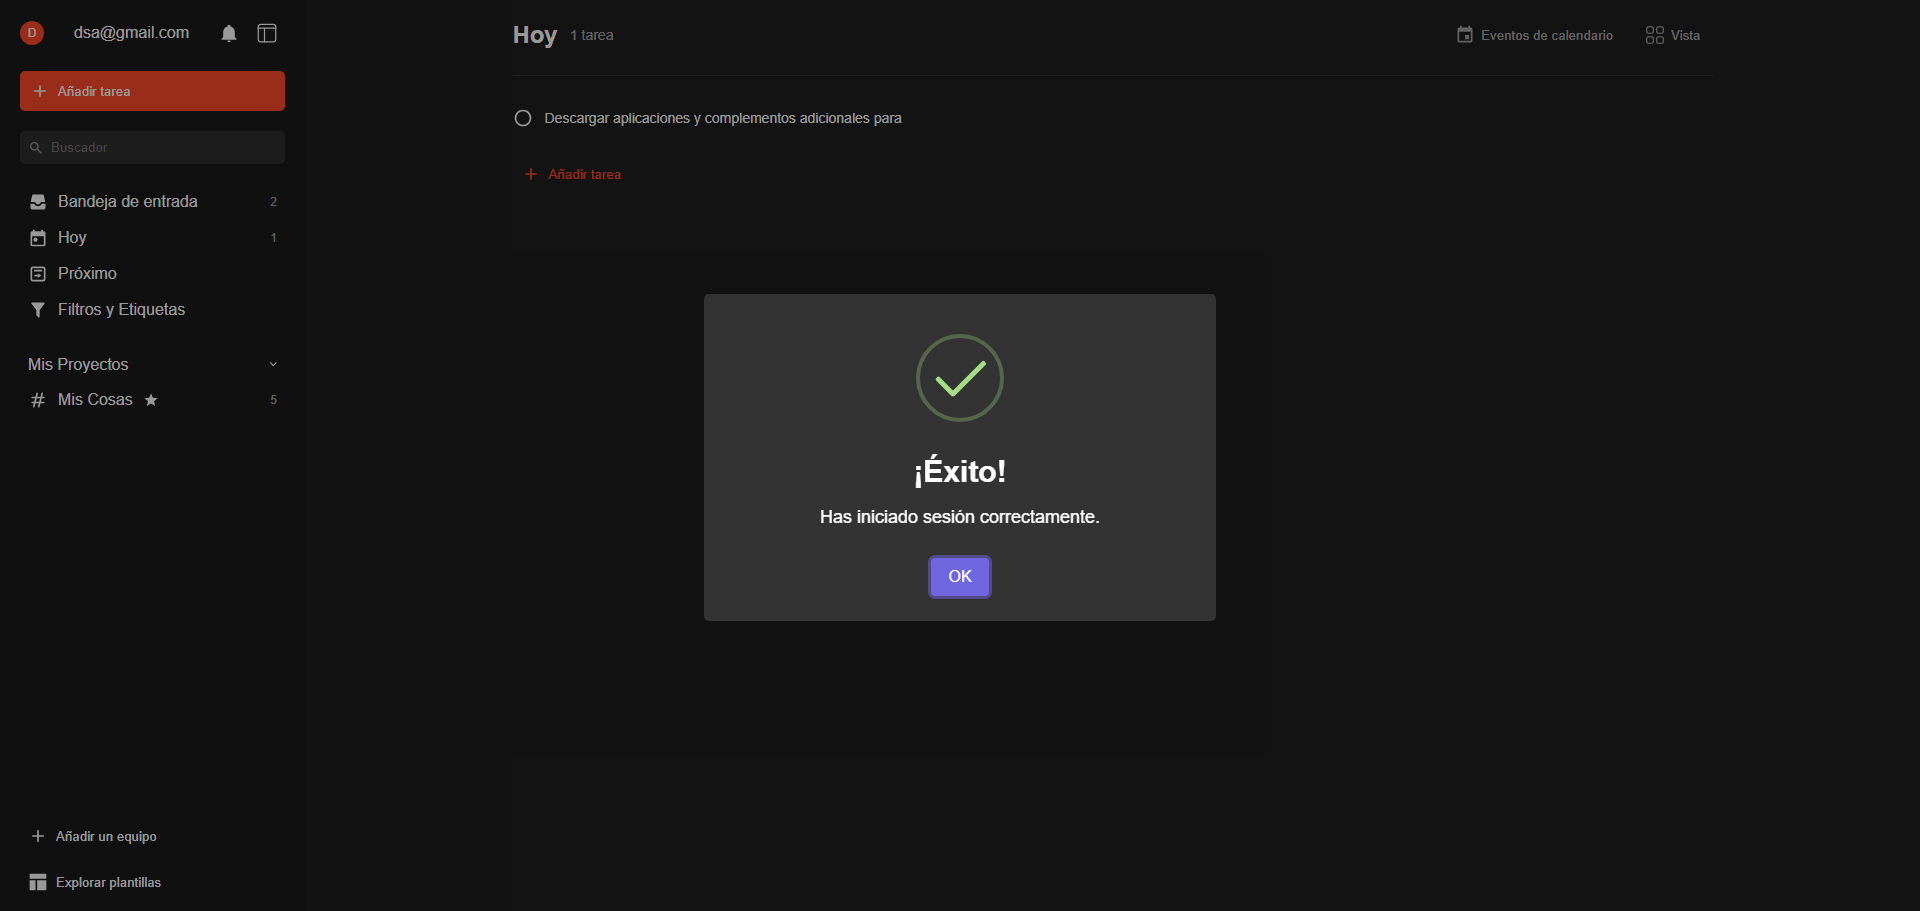 D
dsa@gmail.com
Añadir tarea
Buscador
Bandeja de entrada 2
Hoy 1
Próximo
Filtros y Etiquetas
Mis Proyectos
# Mis Cosas 5
Añadir un equipo
Explorar plantillas
Hoy 1 tarea
Eventos de calendario
Vista
Descargar aplicaciones y complementos adicionales para
Añadir tarea
¡Éxito!
Has iniciado sesión correctamente.
OK